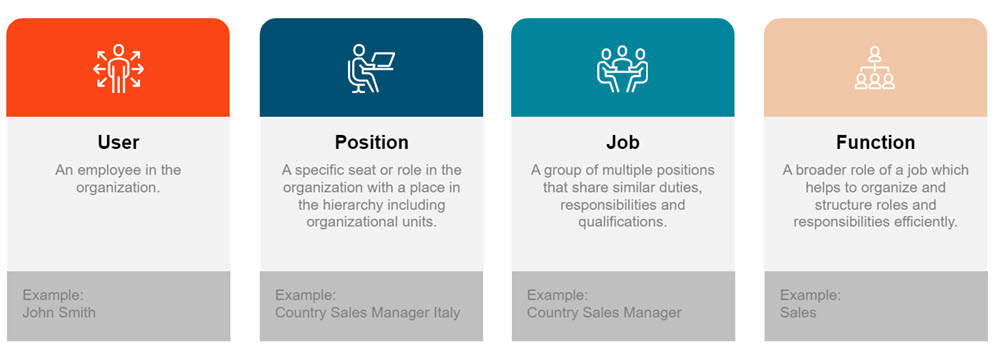 User
An employee in the
organization.
Example:
John Smith
Position
A specific seat or role in the
organization with a place in
the hierarchy including
organizational units.
Example:
Country Sales Manager Italy
Job
A group of multiple positions
that share similar duties,
responsibilities and
qualifications.
Example:
Country Sales Manager
Function
A broader role of a job which
helps to organize and
structure roles and
responsibilities efficiently.
Example:
Sales